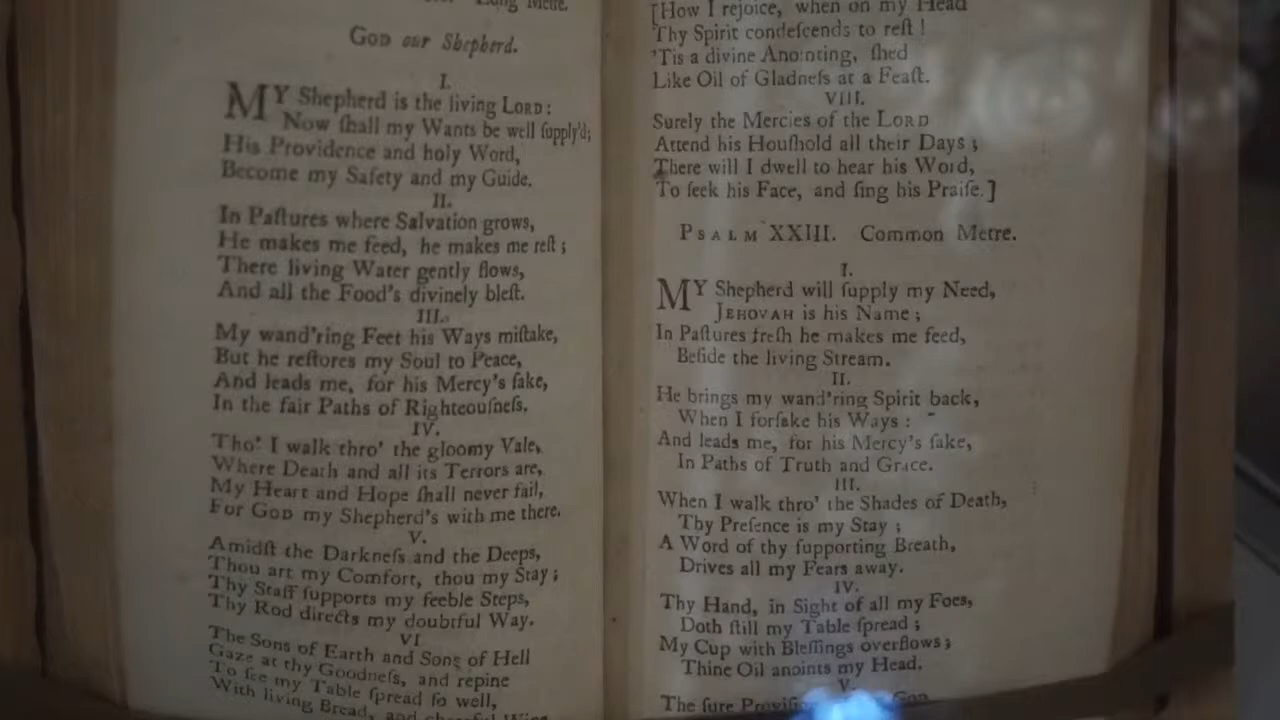 Long Metre.
GOD our Shepherd.
I.
MY Shepherd is the living LORD:
Now ſhall my Wants be well ſupply'd;
His Providence and holy Word,
Become my Safety and my Guide.
II.
In Paſtures where Salvation grows,
He makes me feed, he makes me reſt;
There living Water gently flows,
And all the Food's divinely bleſt.
III.
My wand'ring Feet his Ways miſtake,
But he reſtores my Soul to Peace,
And leads me, for his Mercy's ſake,
In the fair Paths of Righteouſneſs.
IV.
Tho' I walk thro' the gloomy Vale,
Where Death and all its Terrors are,
My Heart and Hope ſhall never fail,
For GOD my Shepherd's with me there.
V.
Amidſt the Darkneſs and the Deeps,
Thou art my Comfort, thou my Stay;
Thy Staff ſupports my feeble Steps,
Thy Rod directs my doubtful Way.
VI
The Sons of Earth and Sons of Hell
Gaze at thy Goodneſs, and repine
To ſee my Table ſpread ſo well,
With living Bread, and cheerful Wine
[How I rejoice, when on my Head
Thy Spirit condeſcends to reſt!
'Tis a divine Anointing, ſhed
Like Oil of Gladneſs at a Feaſt.
VIII.
Surely the Mercies of the LORD
Attend his Houſhold all their Days;
There will I dwell to hear his Word,
To ſeek his Face, and ſing his Praiſe.]
PSALM XXIII. Common Metre.
I.
MY Shepherd will ſupply my Need,
JEHOVAH is his Name;
In Paſtures freſh he makes me feed,
Beſide the living Stream.
II.
He brings my wand'ring Spirit back,
When I forſake his Ways:
And leads me, for his Mercy's ſake,
In Paths of Truth and Grace.
III.
When I walk thro' the Shades of Death,
Thy Preſence is my Stay;
A Word of thy ſupporting Breath,
Drives all my Fears away.
IV.
Thy Hand, in Sight of all my Foes,
Doth ſtill my Table ſpread;
My Cup with Bleſſings overflows;
Thine Oil anoints my Head.
V.
The ſure God